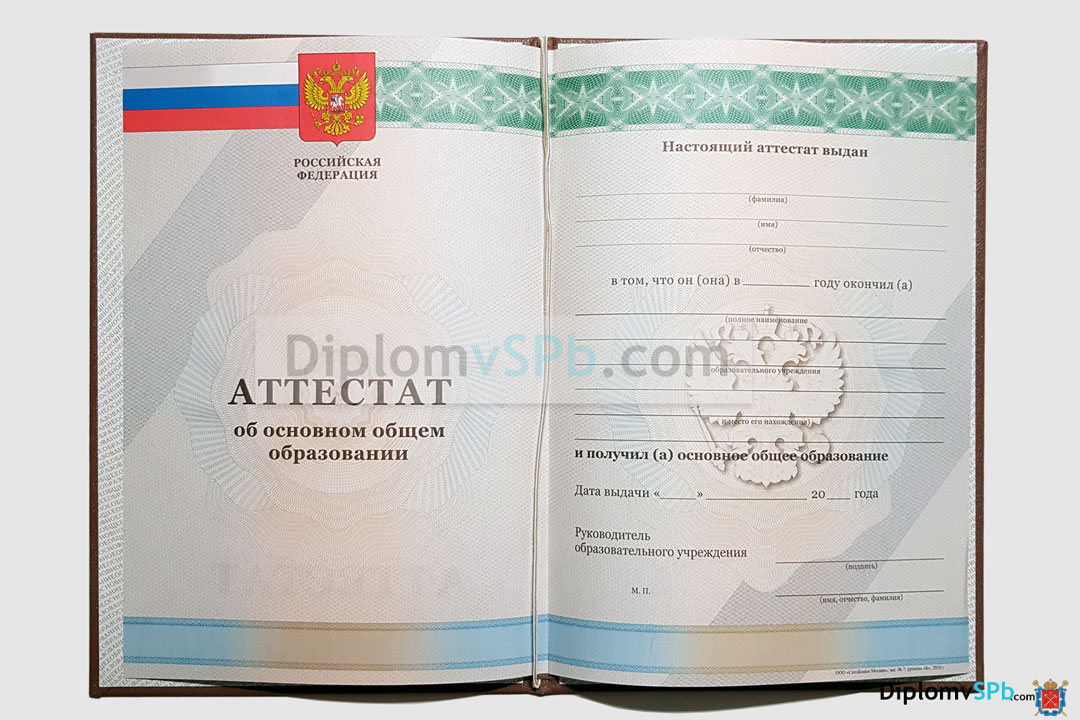 РОССИЙСКАЯ
ФЕДЕРАЦИЯ
АТТЕСТАТ
об основном общем
образовании
DiplomvSPb.com
Настоящий аттестат выдан
(фамилия)
(имя)
(отчество)
в том, что он (она) в году окончил (а)
(полное наименование
образовательного учреждения
и место его нахождения)
и получил (а) основное общее образование
Дата выдачи « » 20 года
Руководитель
образовательного учреждения
(подпись)
М. П.
(имя, отчество, фамилия)
DiplomvSPb.com